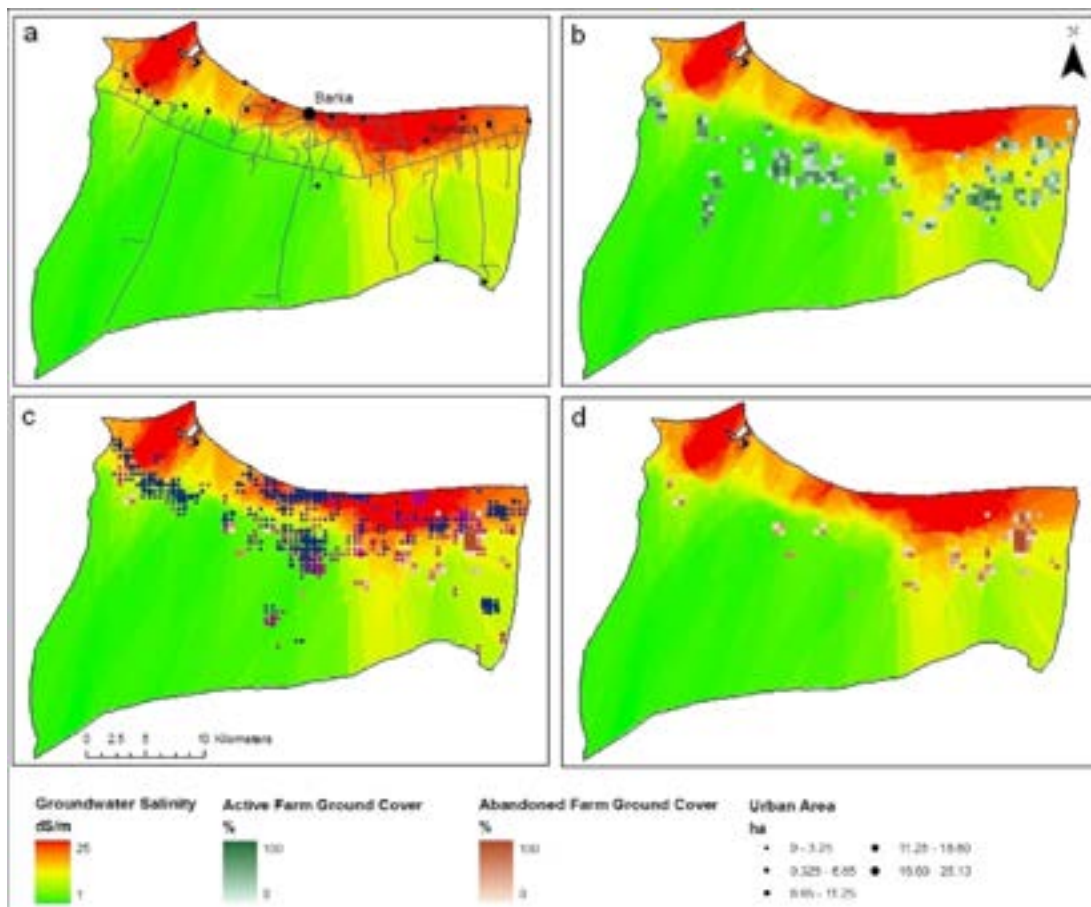 a
Barka
b
c
0 2.5 5 10 Kilometers
d
Groundwater Salinity
dS/m
25
1
Active Farm Ground Cover
%
100
0
Abandoned Farm Ground Cover
%
100
0
Urban Area
ha